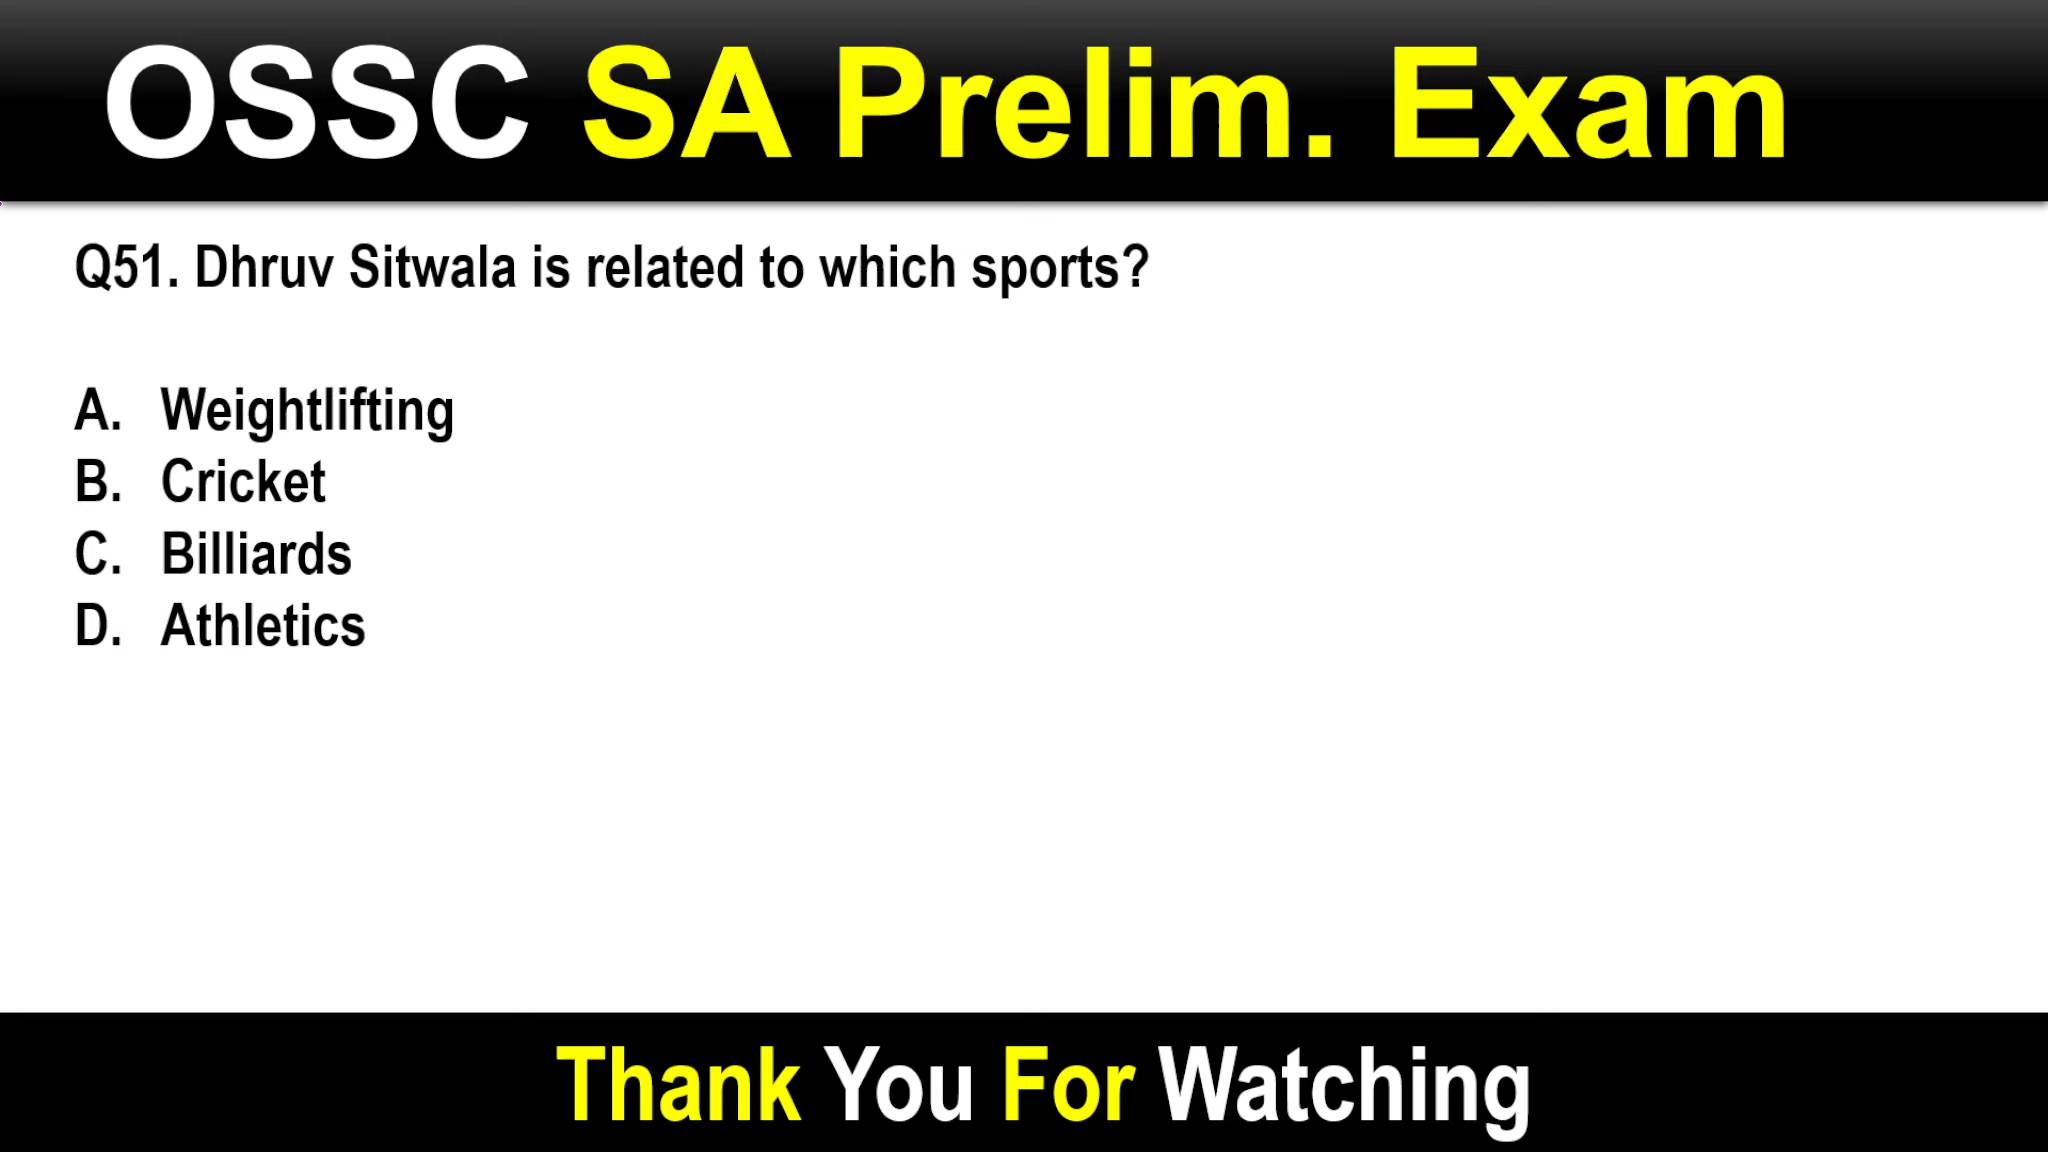 OSSC SA Prelim. Exam
Q51. Dhruv Sitwala is related to which sports?
A. Weightlifting
B. Cricket
C. Billiards
D. Athletics
Thank You For Watching